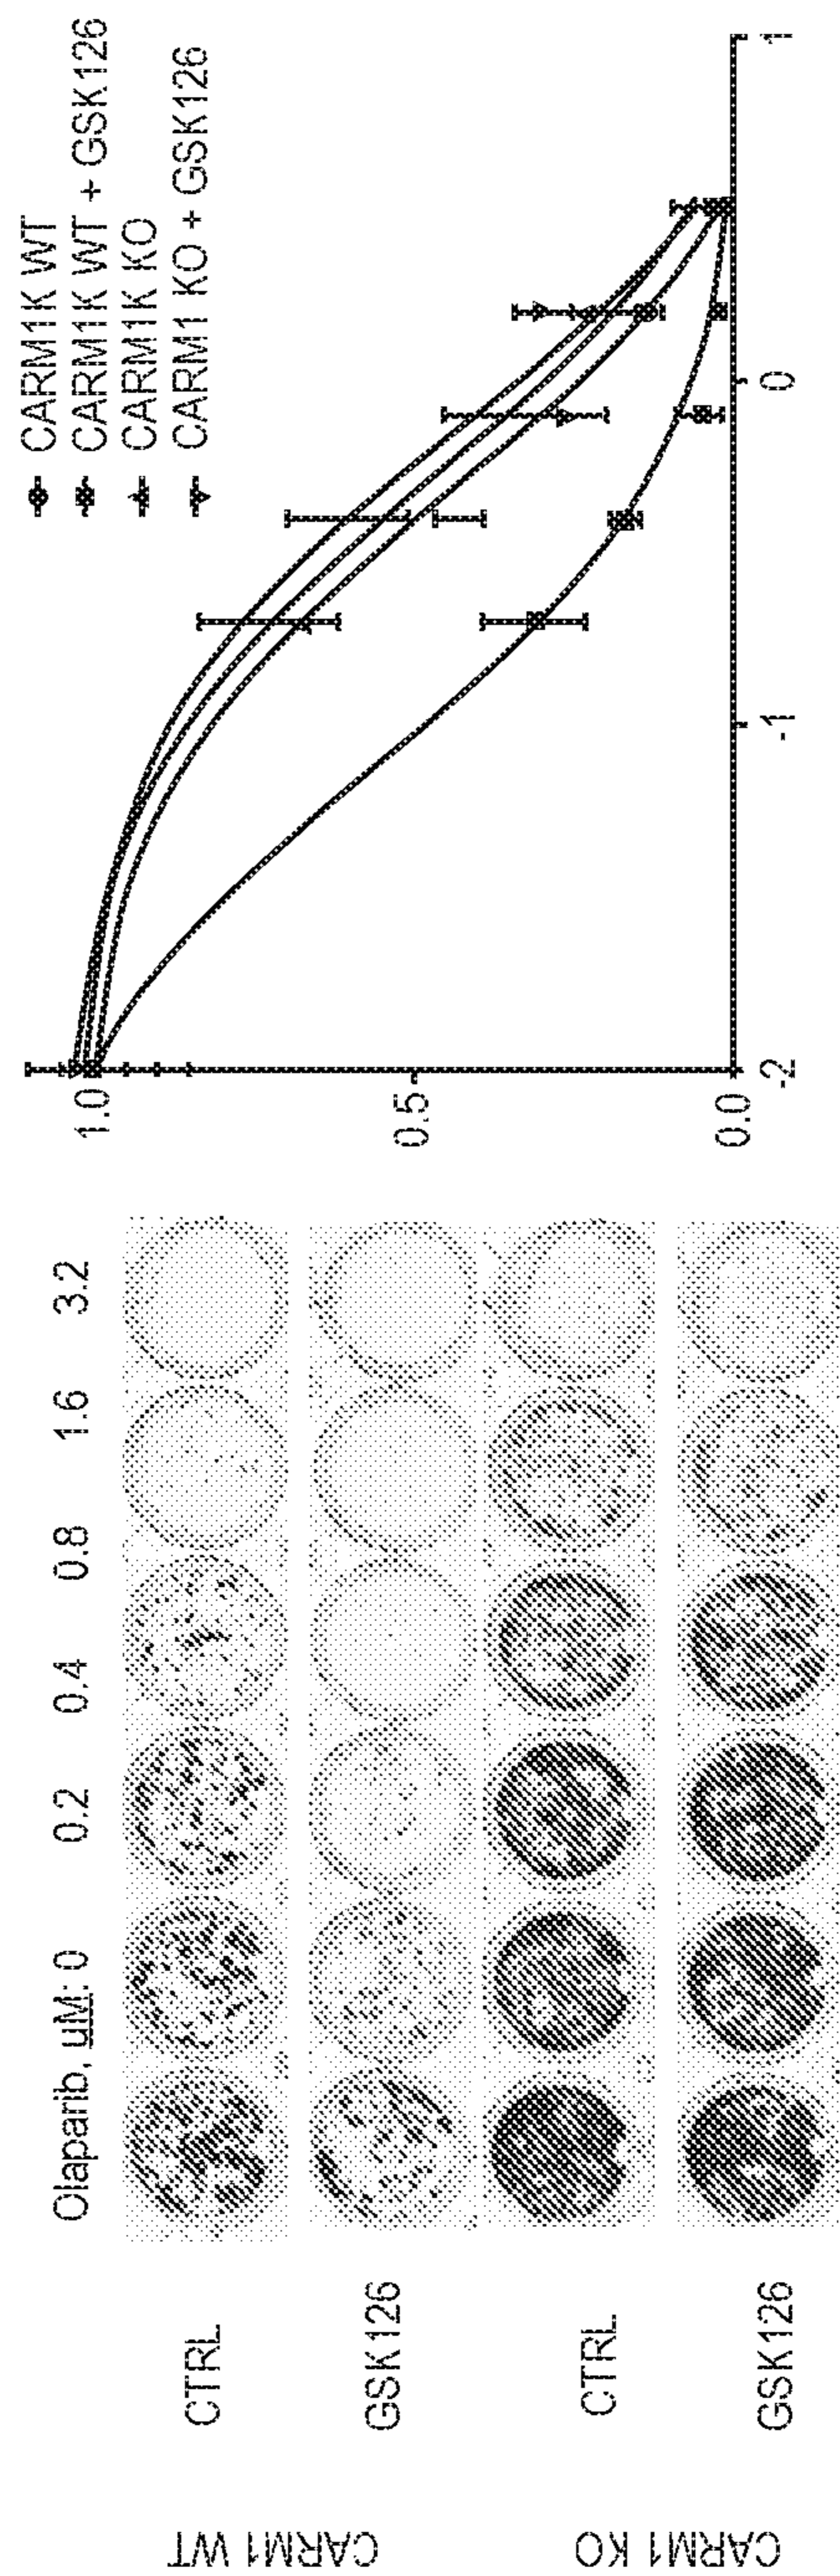 Olaparib, uM: 0 0.2 0.4 0.8 1.6 3.2
CARM1 WT
CTRL
GSK126
CARM1 KO
CTRL
GSK126
CARM1K WT
CARM1K WT + GSK126
CARM1K KO
CARM1 KO + GSK126
1.0
0.5
0.0
-2 -1 0 1